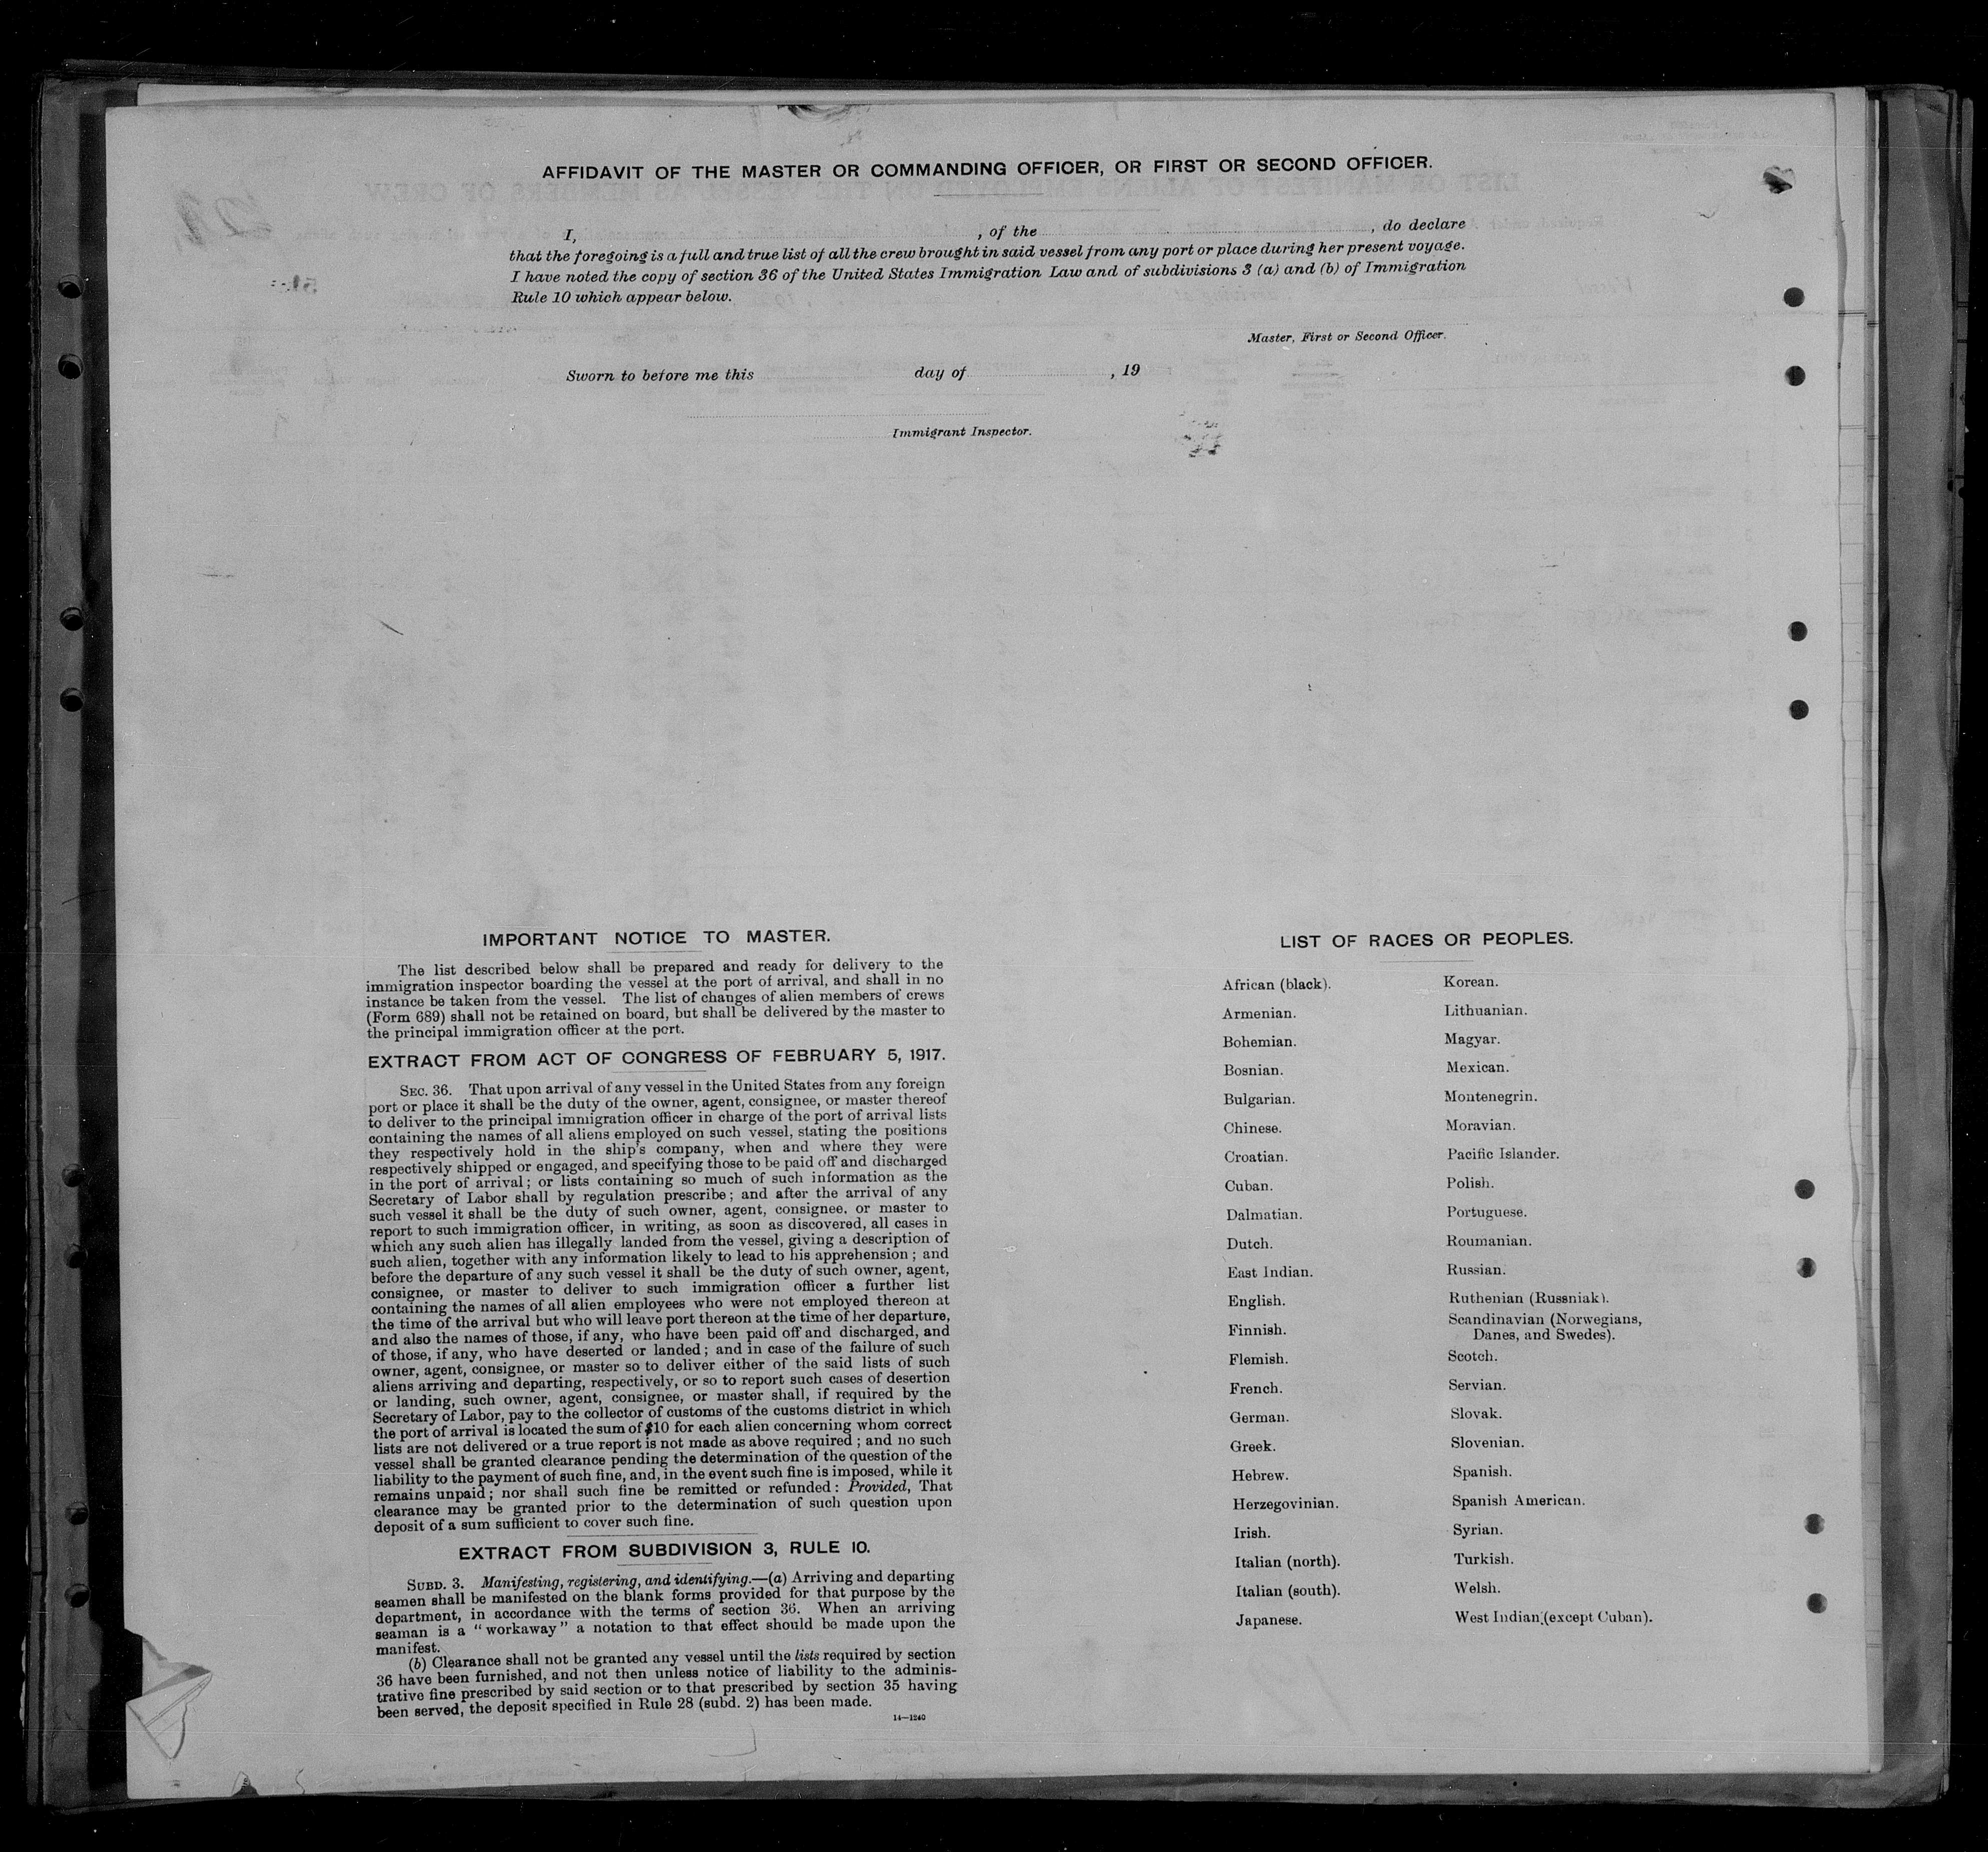 AFFIDAVIT OF THE MASTER OR COMMANDING OFFICER, OR FIRST OR SECOND OFFICER.
I, , of the , do declare
that the foregoing is a full and true list of all the crew brought in said vessel from any port or place during her present voyage.
I have noted the copy of section 36 of the United States Immigration Law and of subdivisions 3 (a) and (b) of Immigration
Rule 10 which appear below.
Master, First or Second Officer.
Sworn to before me this day of , 19
Immigrant Inspector.
IMPORTANT NOTICE TO MASTER.
The list described below shall be prepared and ready for delivery to the
immigration inspector boarding the vessel at the port of arrival, and shall in no
instance be taken from the vessel. The list of changes of alien members of crews
(Form 689) shall not be retained on board, but shall be delivered by the master to
the principal immigration officer at the port.
EXTRACT FROM ACT OF CONGRESS OF FEBRUARY 5, 1917.
SEC. 36. That upon arrival of any vessel in the United States from any foreign
port or place it shall be the duty of the owner, agent, consignee, or master thereof
to deliver to the principal immigration officer in charge of the port of arrival lists
containing the names of all aliens employed on such vessel, stating the positions
they respectively hold in the ship's company, when and where they were
respectively shipped or engaged, and specifying those to be paid off and discharged
in the port of arrival; or lists containing so much of such information as the
Secretary of Labor shall by regulation prescribe; and after the arrival of any
such vessel it shall be the duty of such owner, agent, consignee. or master to
report to such immigration officer, in writing, as soon as discovered, all cases in
which any such alien has illegally landed from the vessel, giving a description of
such alien, together with any information likely to lead to his apprehension; and
before the departure of any such vessel it shall be the duty of such owner, agent,
consignee, or master to deliver to such immigration officer a further list
containing the names of all alien employees who were not employed thereon at
the time of the arrival but who will leave port thereon at the time of her departure,
and also the names of those, if any, who have been paid off and discharged, and
of those, if any, who have deserted or landed; and in case of the failure of such
owner, agent, consignee, or master so to deliver either of the said lists of such
aliens arriving and departing, respectively, or so to report such cases of desertion
or landing, such owner, agent, consignee, or master shall, if required by the
Secretary of Labor, pay to the collector of customs of the customs district in which
the port of arrival is located the sum of $10 for each alien concerning whom correct
lists are not delivered or a true report is not made as above required; and no such
vessel shall be granted clearance pending the determination of the question of the
liability to the payment of such fine, and, in the event such fine is imposed, while it
remains unpaid; nor shall such fine be remitted or refunded: Provided, That
clearance may be granted prior to the determination of such question upon
deposit of a sum sufficient to cover such fine.
EXTRACT FROM SUBDIVISION 3, RULE 10.
SUBD. 3. Manifesting, registering, and identifying.—(a) Arriving and departing
seamen shall be manifested on the blank forms provided for that purpose by the
department, in accordance with the terms of section 36. When an arriving
seaman is a "workaway" a notation to that effect should be made upon the
manifest.
(b) Clearance shall not be granted any vessel until the lists required by section
36 have been furnished, and not then unless notice of liability to the adminis-
trative fine prescribed by said section or to that prescribed by section 35 having
been served, the deposit specified in Rule 28 (subd. 2) has been made.
14—1240
LIST OF RACES OR PEOPLES.
African (black).
Armenian.
Bohemian.
Bosnian.
Bulgarian.
Chinese.
Croatian.
Cuban.
Dalmatian.
Dutch.
East Indian.
English.
Finnish.
Flemish.
French.
German.
Greek.
Hebrew.
Herzegovinian.
Irish.
Italian (north).
Italian (south).
Japanese.
Korean.
Lithuanian.
Magyar.
Mexican.
Montenegrin.
Moravian.
Pacific Islander.
Polish.
Portuguese.
Roumanian.
Russian.
Ruthenian (Russniak).
Scandinavian (Norwegians,
Danes, and Swedes).
Scotch.
Servian.
Slovak.
Slovenian.
Spanish.
Spanish American.
Syrian.
Turkish.
Welsh.
West Indian (except Cuban).